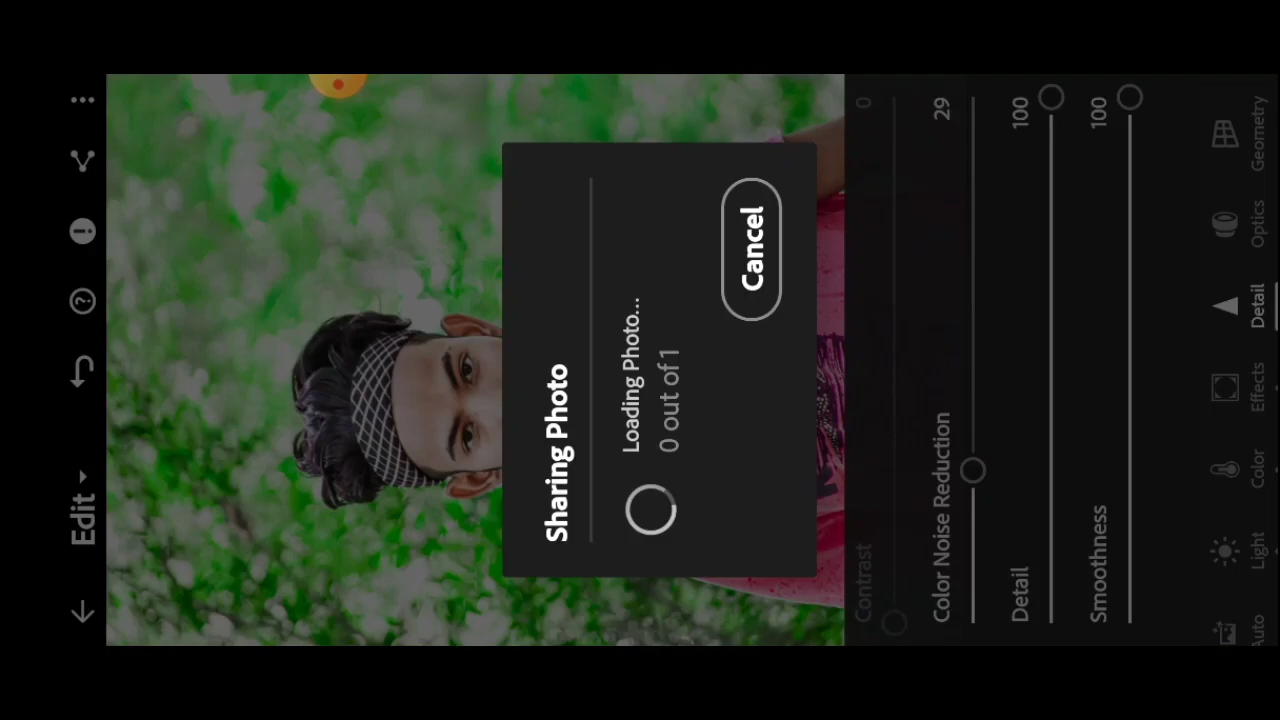 Edit
Sharing Photo
Loading Photo...
0 out of 1
Cancel
Contrast 0
Color Noise Reduction 29
Detail 100
Smoothness 100
Auto Light Color Effects Detail Optics Geometry